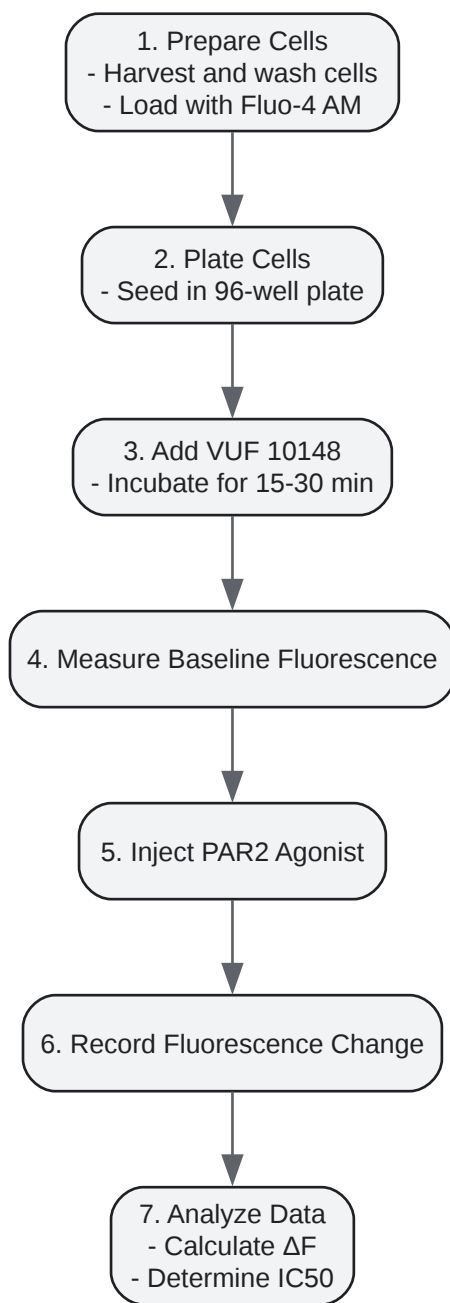 1. Prepare Cells
- Harvest and wash cells
- Load with Fluo-4 AM
2. Plate Cells
- Seed in 96-well plate
3. Add VUF 10148
- Incubate for 15-30 min
4. Measure Baseline Fluorescence
5. Inject PAR2 Agonist
6. Record Fluorescence Change
7. Analyze Data
- Calculate ΔF
- Determine IC50